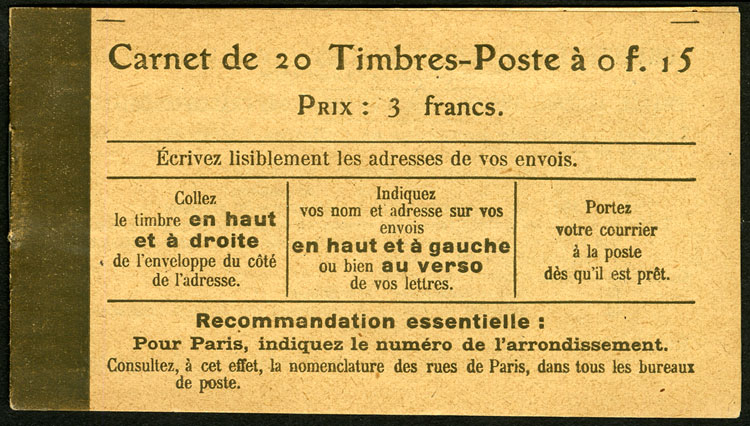 Carnet de 20 Timbres-Poste à 0 f. 15
PRIX : 3 francs.
Écrivez lisiblement les adresses de vos envois.
Collez
le timbre en haut
et à droite
de l'enveloppe du côté
de l'adresse.
Indiquez
vos nom et adresse sur vos
envois
en haut et à gauche
ou bien au verso
de vos lettres.
Portez
votre courrier
à la poste
dès qu'il est prêt.
Recommandation essentielle :
Pour Paris, indiquez le numéro de l'arrondissement.
Consultez, à cet effet, la nomenclature des rues de Paris, dans tous les bureaux
de poste.